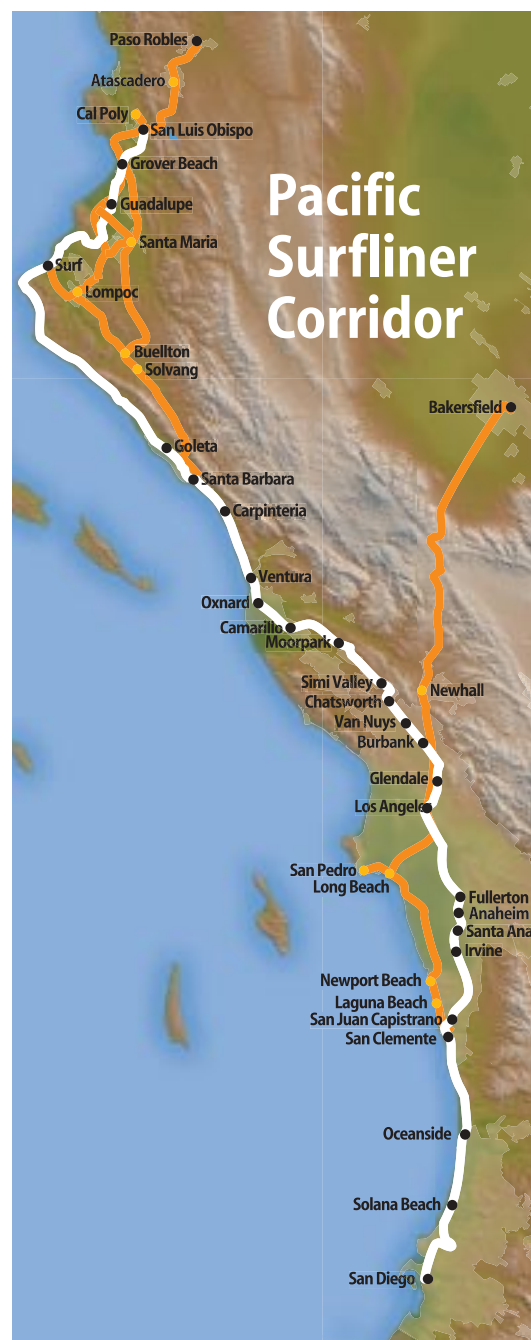 Paso Robles
Atascadero
Cal Poly
San Luis Obispo
Grover Beach
Pacific
Surfliner
Corridor
Guadalupe
Santa Maria
Surf
Lompoc
Buellton
Solvang
Bakersfield
Goleta
Santa Barbara
Carpinteria
Ventura
Oxnard
Camarillo
Moorpark
Simi Valley
Newhall
Chatsworth
Van Nuys
Burbank
Glendale
Los Angele
San Pedro
Long Beach
Fullerton
Anaheim
Santa Ana
Irvine
Newport Beach
Laguna Beach
San Juan Capistrano
San Clemente
Oceanside
Solana Beach
San Diego